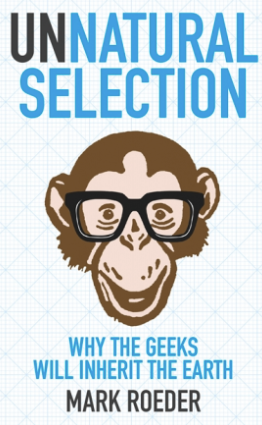 UNNATURAL
SELECTION
WHY THE GEEKS
WILL INHERIT THE EARTH
MARK ROEDER